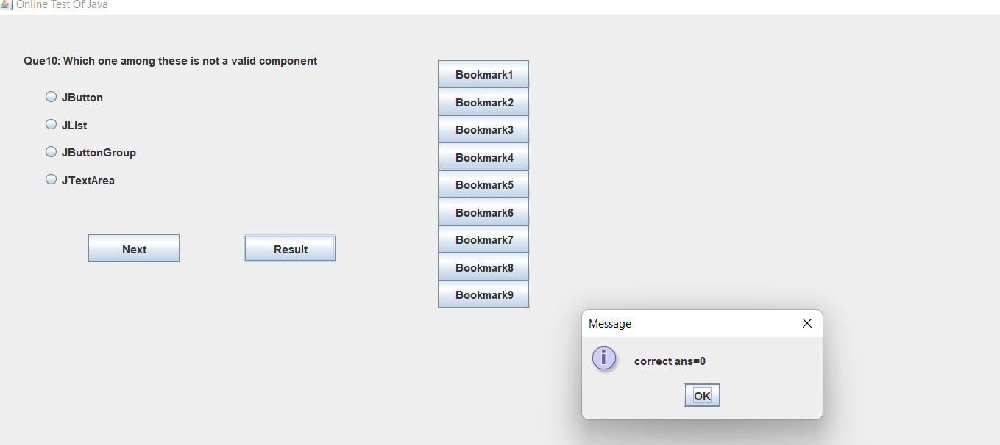 Online Test Of Java
Que10: Which one among these is not a valid component
JButton
JList
JButtonGroup
JTextArea
Next
Result
Bookmark1
Bookmark2
Bookmark3
Bookmark4
Bookmark5
Bookmark6
Bookmark7
Bookmark8
Bookmark9
Message
i
correct ans=0
OK